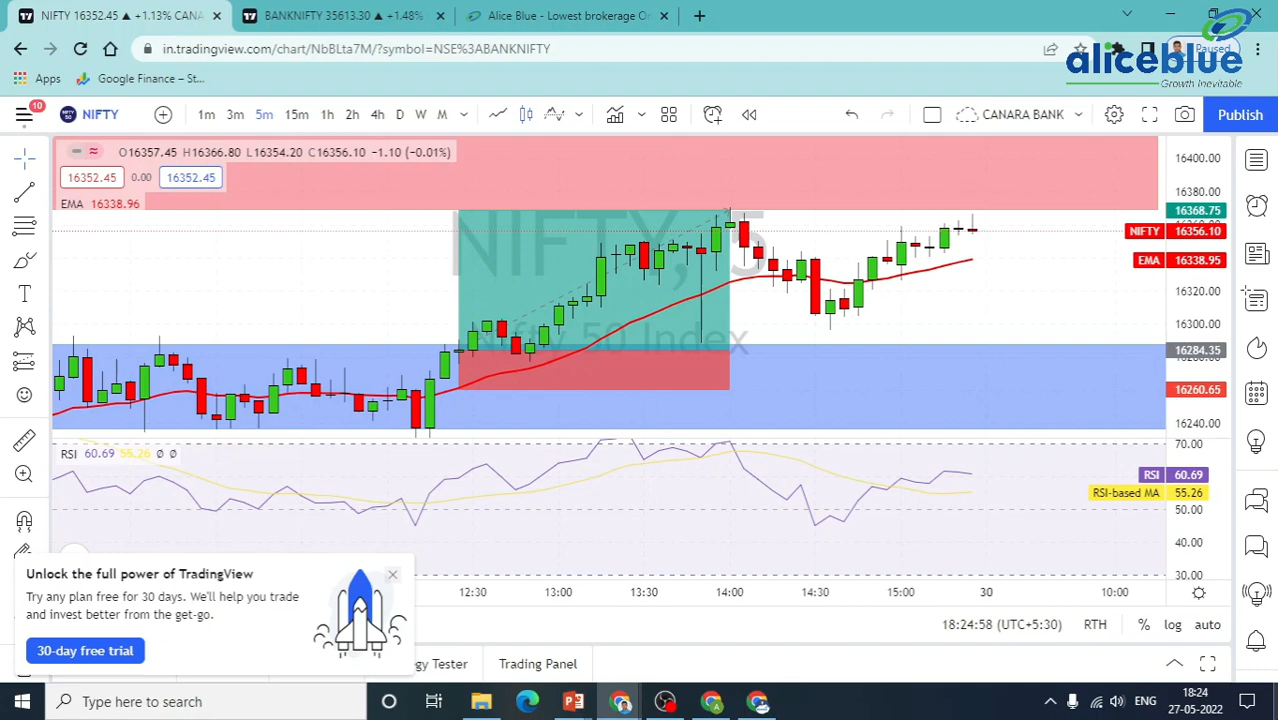 NIFTY 16352.45 ▲ +1.13% CANA
BANKNIFTY 35613.30 ▲ +1.48%
Alice Blue - Lowest brokerage On
in.tradingview.com/chart/NbBLta7M/?symbol=NSE%3ABANKNIFTY
Paused
aliceblue
Growth Inevitable
Apps
Google Finance – St...
10
NIFTY
1m 3m 5m 15m 1h 2h 4h D W M
CANARA BANK
Publish
O16357.45 H16366.80 L16354.20 C16356.10 −1.10 (−0.01%)
16352.45 0.00 16352.45
EMA 16338.96
NIFTY, 5
Nifty 50 Index
16400.00
16380.00
16368.75
NIFTY 16356.10
EMA 16338.95
16320.00
16300.00
16284.35
16260.65
16240.00
RSI 60.69 55.26 ∅ ∅
70.00
RSI 60.69
RSI-based MA 55.26
50.00
40.00
30.00
12:30 13:00 13:30 14:00 14:30 15:00 30 10:00
Unlock the full power of TradingView
Try any plan free for 30 days. We'll help you trade
and invest better from the get-go.
30-day free trial
18:24:58 (UTC+5:30) RTH % log auto
gy Tester
Trading Panel
Type here to search
ENG
18:24
27-05-2022